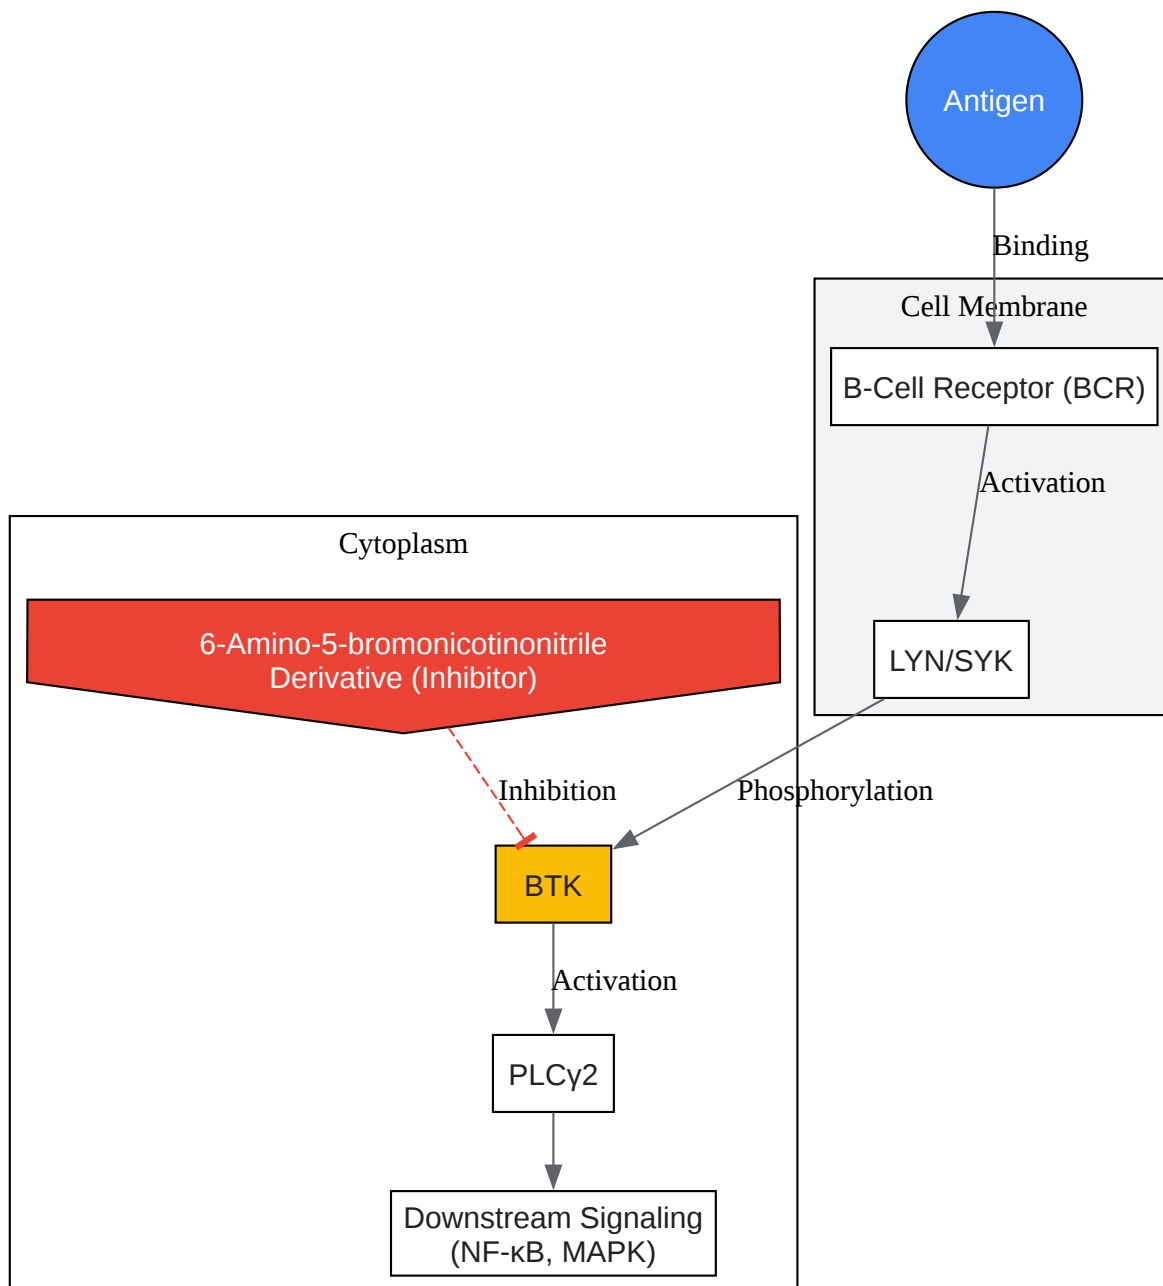 Antigen
Binding
Cell Membrane
B-Cell Receptor (BCR)
Activation
Cytoplasm
6-Amino-5-bromonicotinonitrile
Derivative (Inhibitor)
LYN/SYK
Inhibition
Phosphorylation
BTK
Activation
PLCγ2
Downstream Signaling
(NF-κB, MAPK)